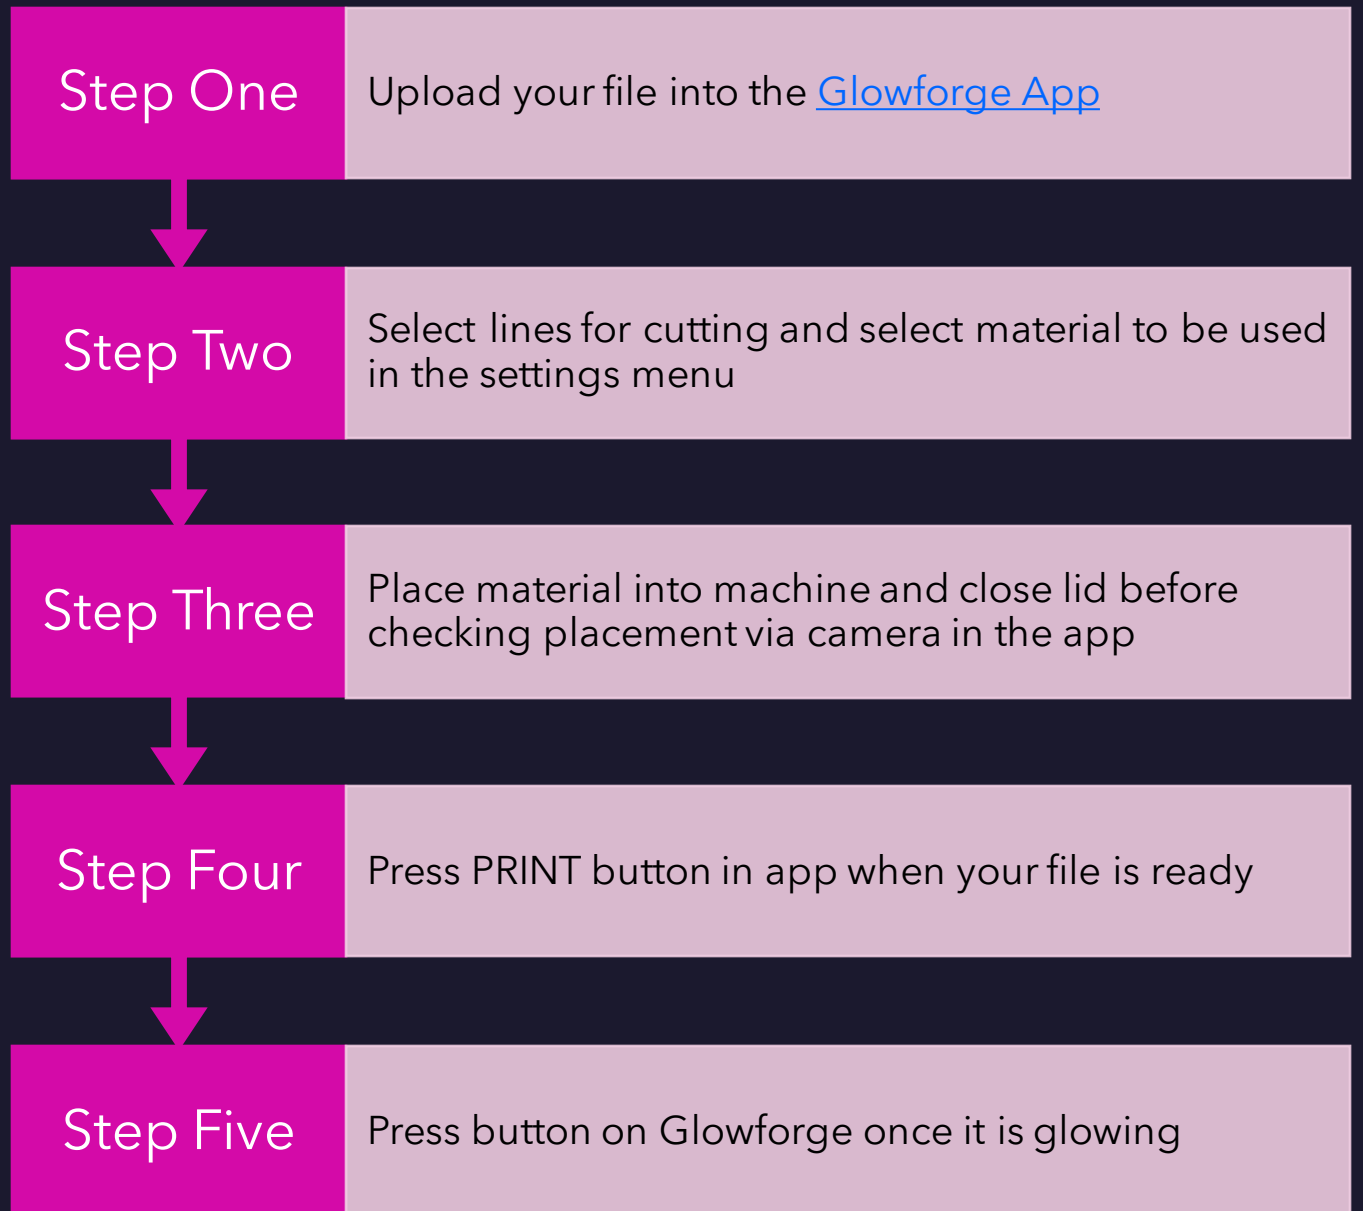 Step One
Upload your file into the Glowforge App
Step Two
Select lines for cutting and select material to be used
in the settings menu
Step Three
Place material into machine and close lid before
checking placement via camera in the app
Step Four
Press PRINT button in app when your file is ready
Step Five
Press button on Glowforge once it is glowing